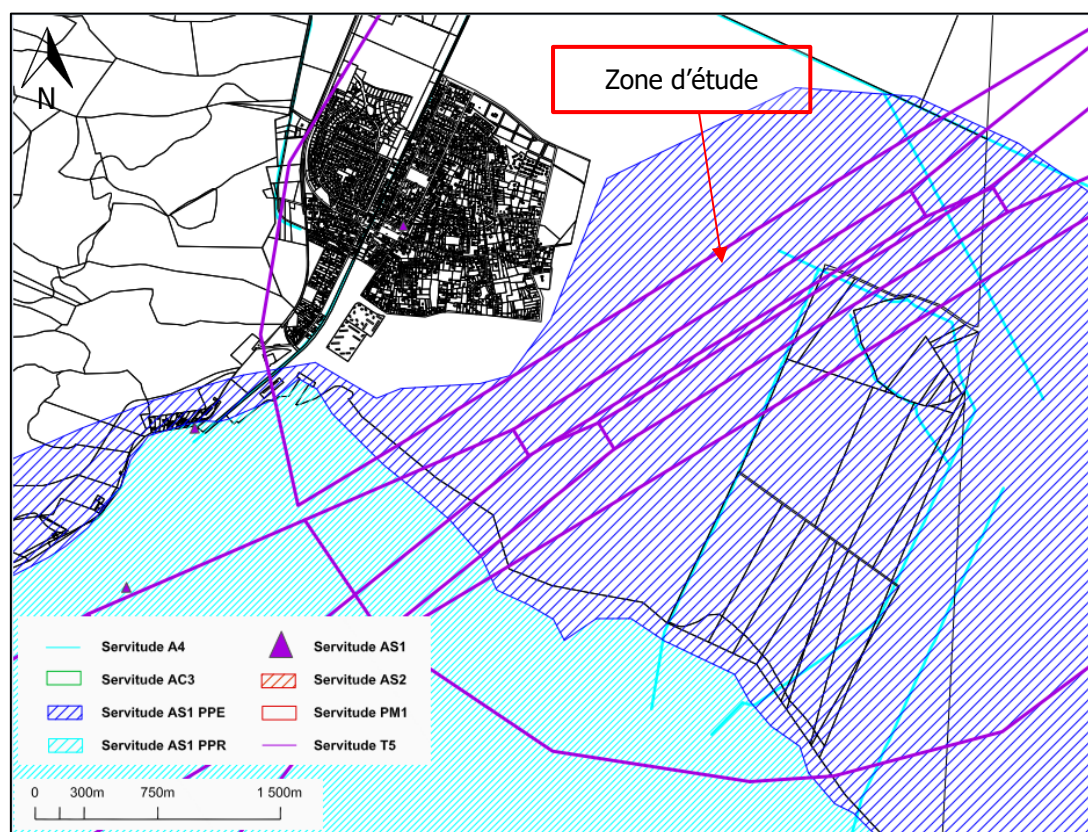 Zone d’étude
N
Servitude A4
Servitude AS1
Servitude AC3
Servitude AS2
Servitude AS1 PPE
Servitude PM1
Servitude AS1 PPR
Servitude T5
0 300m 750m 1 500m